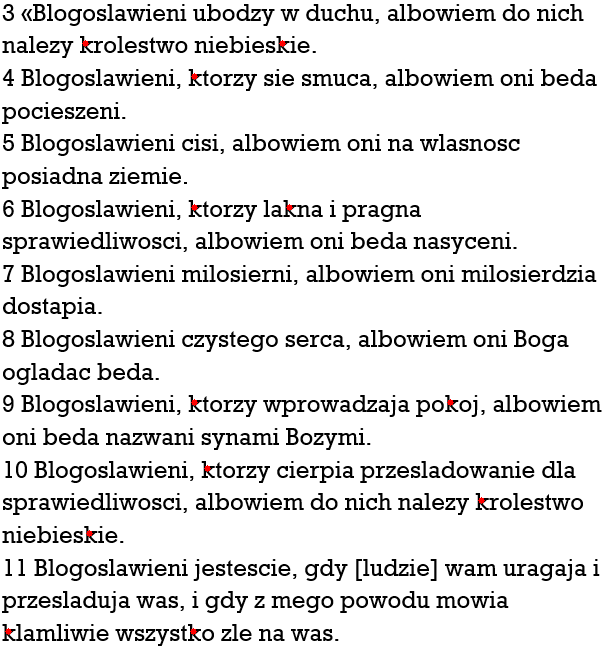 3 «Blogoslawieni ubodzy w duchu, albowiem do nich
nalezy krolestwo niebieskie.
4 Blogoslawieni, ktorzy sie smuca, albowiem oni beda
pocieszeni.
5 Blogoslawieni cisi, albowiem oni na wlasnosc
posiadna ziemie.
6 Blogoslawieni, ktorzy lakna i pragna
sprawiedliwosci, albowiem oni beda nasyceni.
7 Blogoslawieni milosierni, albowiem oni milosierdzia
dostapia.
8 Blogoslawieni czystego serca, albowiem oni Boga
ogladac beda.
9 Blogoslawieni, ktorzy wprowadzaja pokoj, albowiem
oni beda nazwani synami Bozymi.
10 Blogoslawieni, ktorzy cierpia przesladowanie dla
sprawiedliwosci, albowiem do nich nalezy krolestwo
niebieskie.
11 Blogoslawieni jestescie, gdy [ludzie] wam uragaja i
przesladuja was, i gdy z mego powodu mowia
klamliwie wszystko zle na was.